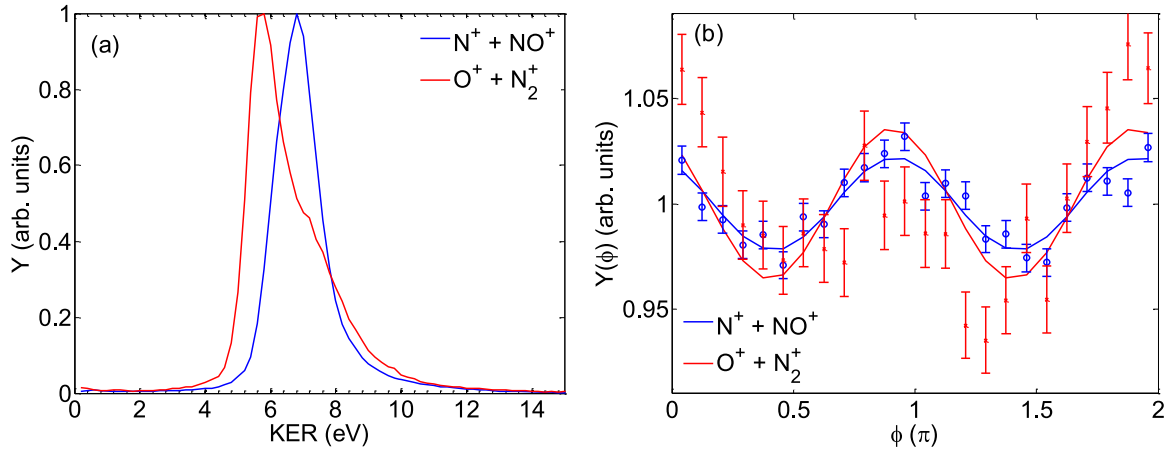 (a)
N⁺ + NO⁺
O⁺ + N₂⁺
Y (arb. units)
1
0.8
0.6
0.4
0.2
0
0 2 4 6 8 10 12 14
KER (eV)
(b)
Y(ϕ) (arb. units)
1.05
1
0.95
N⁺ + NO⁺
O⁺ + N₂⁺
0 0.5 1 1.5 2
ϕ (π)